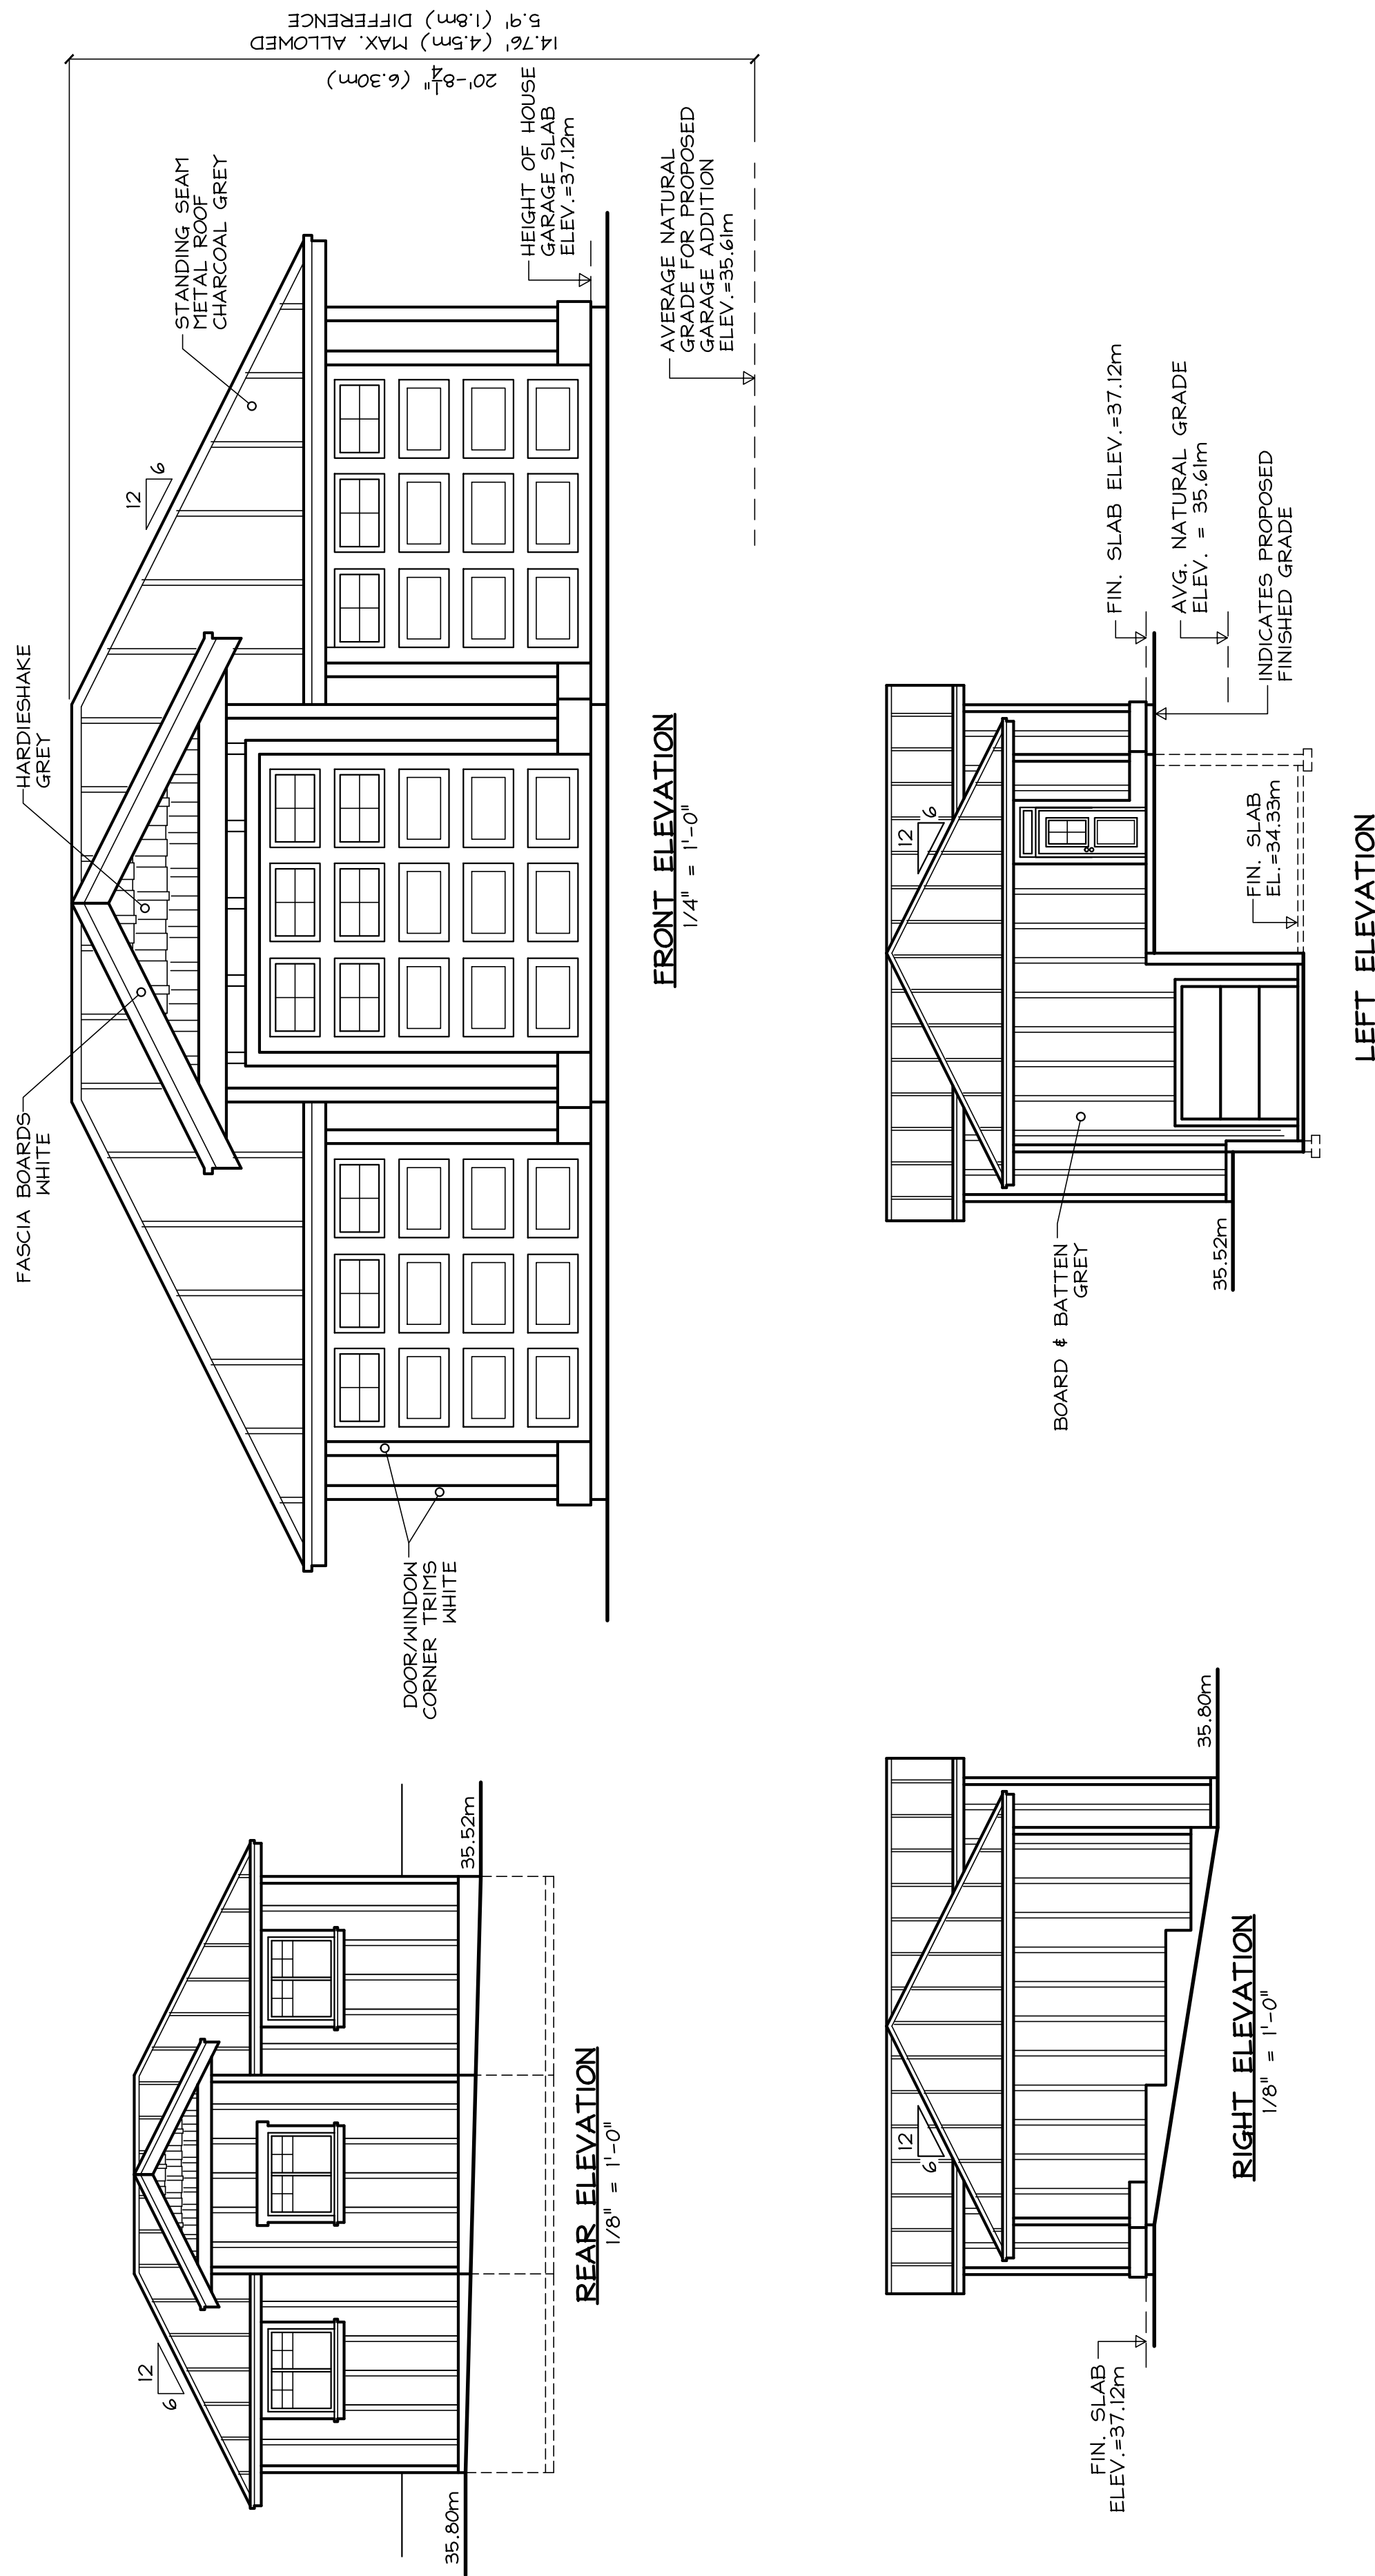 14.76' (4.5m) MAX. ALLOWED
5.9' (1.8m) DIFFERENCE
20'-8 1/4" (6.30m)
FASCIA BOARDS
WHITE
HARDIESHAKE
GREY
STANDING SEAM
METAL ROOF
CHARCOAL GREY
12
6
HEIGHT OF HOUSE
GARAGE SLAB
ELEV.=37.12m
AVERAGE NATURAL
GRADE FOR PROPOSED
GARAGE ADDITION
ELEV.=35.61m
DOOR/WINDOW
CORNER TRIMS
WHITE
FRONT ELEVATION
1/4" = 1'-0"
12
6
35.80m
35.52m
REAR ELEVATION
1/8" = 1'-0"
12
6
FIN. SLAB
ELEV.=37.12m
35.80m
RIGHT ELEVATION
1/8" = 1'-0"
12
6
BOARD & BATTEN
GREY
35.52m
FIN. SLAB ELEV.=37.12m
AVG. NATURAL GRADE
ELEV. = 35.61m
INDICATES PROPOSED
FINISHED GRADE
FIN. SLAB
EL.=34.33m
LEFT ELEVATION